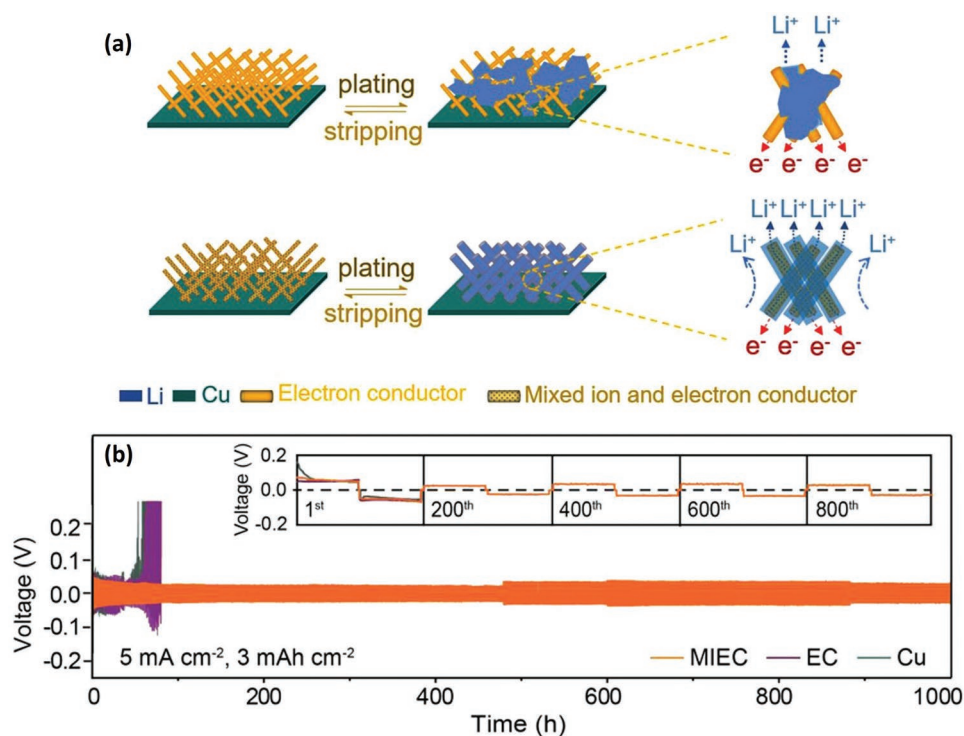 (a)
plating
stripping
Li⁺ Li⁺
e⁻ e⁻ e⁻ e⁻
plating
stripping
Li⁺ Li⁺ Li⁺ Li⁺
Li⁺ Li⁺
e⁻ e⁻ e⁻ e⁻
Li Cu Electron conductor Mixed ion and electron conductor
(b)
Voltage (V)
0.2
0.1
0.0
-0.1
-0.2
Voltage (V)
0.2
0.0
-0.2
1st 200th 400th 600th 800th
5 mA cm⁻², 3 mAh cm⁻²
MIEC EC Cu
0 200 400 600 800 1000
Time (h)